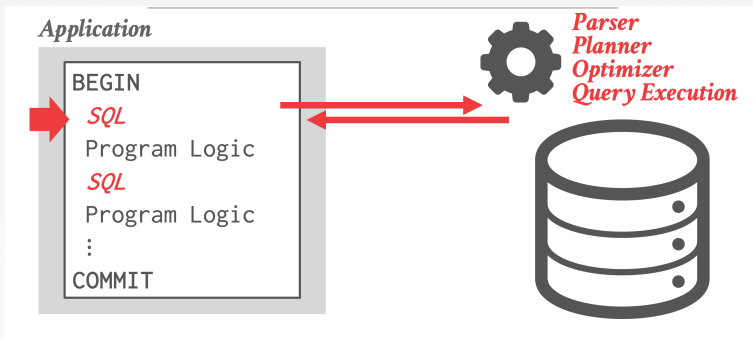 Application
BEGIN
SQL
Program Logic
SQL
Program Logic
⋮
COMMIT
Parser
Planner
Optimizer
Query Execution